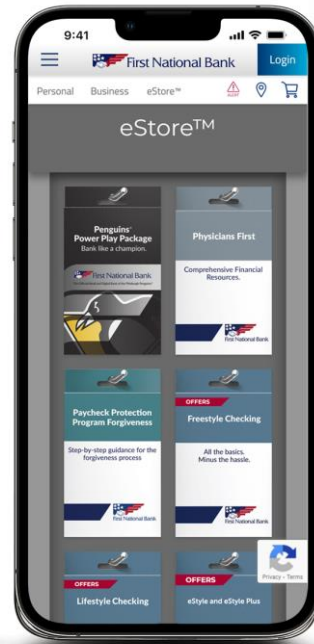 9:41
First National Bank
Login
Personal Business eStore™
ALERT
eStore™
Penguins®
Power Play Package
Bank like a champion.
First National Bank
Physicians First
Comprehensive Financial
Resources.
First National Bank
Paycheck Protection
Program Forgiveness
Step-by-step guidance for the
forgiveness process
First National Bank
OFFERS
Freestyle Checking
All the basics.
Minus the hassle.
First National Bank
OFFERS
Lifestyle Checking
OFFERS
eStyle and eStyle Plus
Privacy - Terms